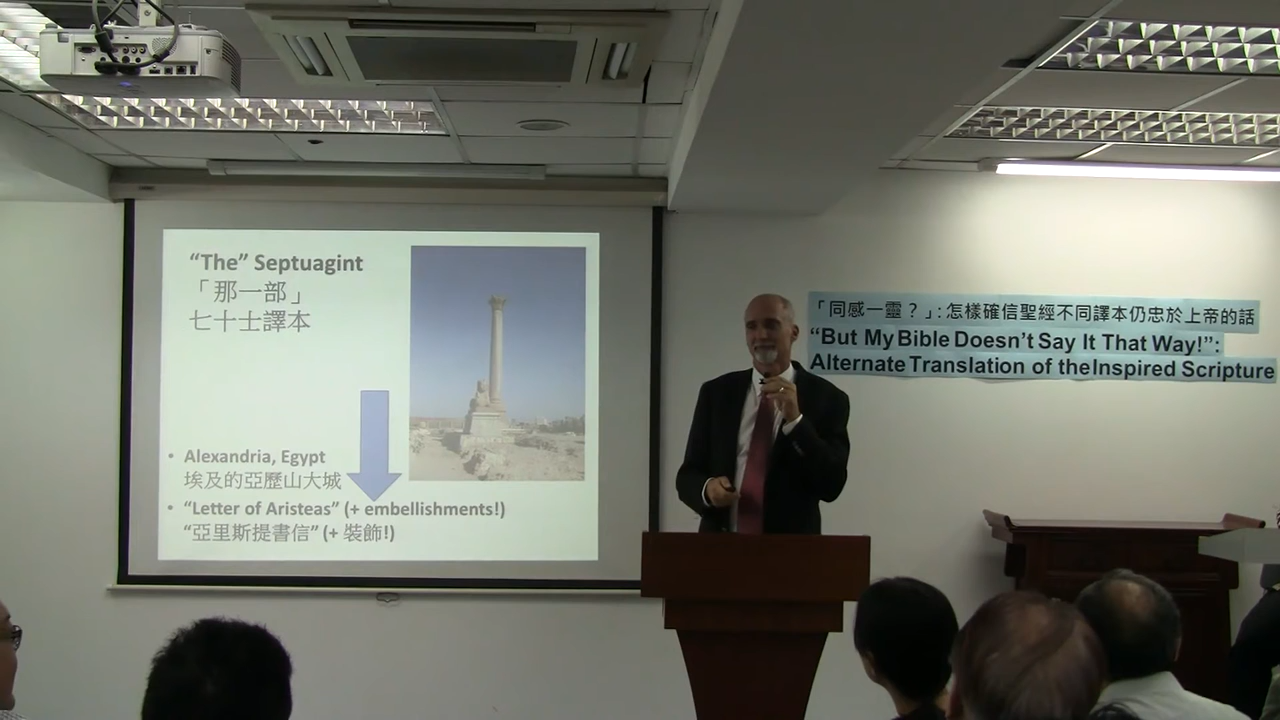 “The” Septuagint
「那一部」
七十士譯本
• Alexandria, Egypt
埃及的亞歷山大城
• “Letter of Aristeas” (+ embellishments!)
“亞里斯提書信” (+ 裝飾!)
「同感一靈？」: 怎樣確信聖經不同譯本仍忠於上帝的話
“But My Bible Doesn’t Say It That Way!”:
Alternate Translation of the Inspired Scripture